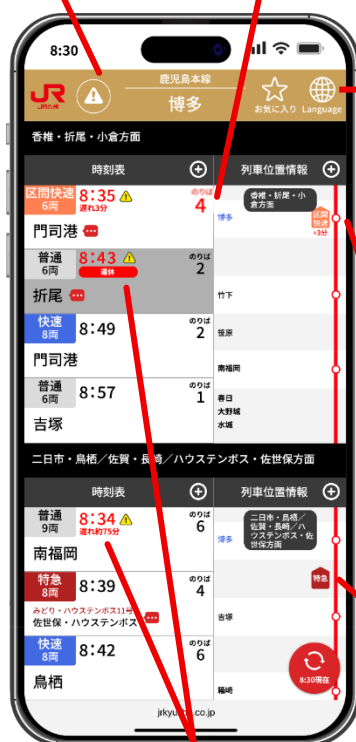 8:30
JR
JR九州
鹿児島本線
博多
お気に入り
Language
香椎・折尾・小倉方面
時刻表
列車位置情報
区間快速
6両
8:35
遅れ3分
のりば
4
門司港
普通
6両
8:43
運休
のりば
2
折尾
快速
8両
8:49
のりば
2
門司港
普通
6両
8:57
のりば
1
吉塚
香椎・折尾・小
倉方面
博多
区間
快速
+3分
竹下
笹原
南福岡
春日
大野城
水城
二日市・鳥栖/佐賀・長崎/ハウステンボス・佐世保方面
時刻表
列車位置情報
普通
9両
8:34
遅れ約75分
のりば
6
南福岡
特急
8両
8:39
のりば
4
みどり・ハウステンボス11号
佐世保・ハウステンボス
快速
8両
8:42
のりば
6
鳥栖
二日市・鳥栖/
佐賀・長崎/ハ
ウステンボス・佐
世保方面
博多
特急
吉塚
箱崎
8:30現在